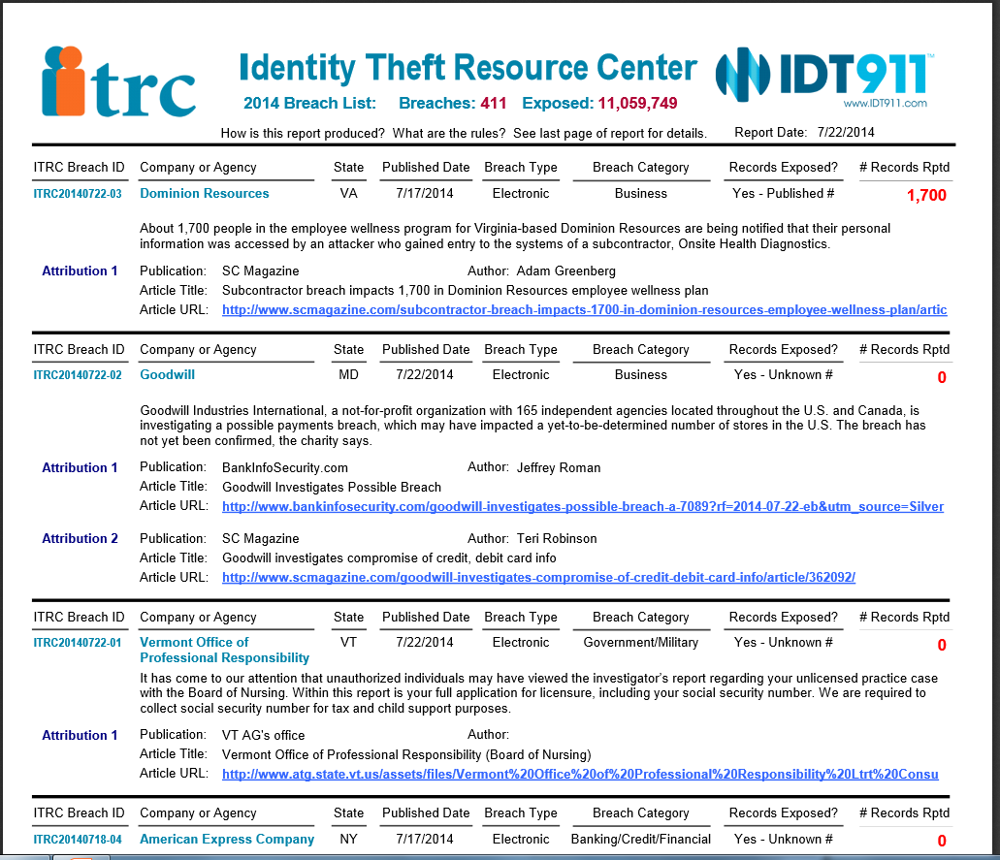 itrc
Identity Theft Resource Center
IDT911™
www.IDT911.com
2014 Breach List: Breaches: 411 Exposed: 11,059,749
How is this report produced? What are the rules? See last page of report for details. Report Date: 7/22/2014
ITRC Breach ID Company or Agency State Published Date Breach Type Breach Category Records Exposed? # Records Rptd
ITRC20140722-03 Dominion Resources VA 7/17/2014 Electronic Business Yes - Published # 1,700
About 1,700 people in the employee wellness program for Virginia-based Dominion Resources are being notified that their personal
information was accessed by an attacker who gained entry to the systems of a subcontractor, Onsite Health Diagnostics.
Attribution 1 Publication: SC Magazine Author: Adam Greenberg
Article Title: Subcontractor breach impacts 1,700 in Dominion Resources employee wellness plan
Article URL: http://www.scmagazine.com/subcontractor-breach-impacts-1700-in-dominion-resources-employee-wellness-plan/artic
ITRC Breach ID Company or Agency State Published Date Breach Type Breach Category Records Exposed? # Records Rptd
ITRC20140722-02 Goodwill MD 7/22/2014 Electronic Business Yes - Unknown # 0
Goodwill Industries International, a not-for-profit organization with 165 independent agencies located throughout the U.S. and Canada, is
investigating a possible payments breach, which may have impacted a yet-to-be-determined number of stores in the U.S. The breach has
not yet been confirmed, the charity says.
Attribution 1 Publication: BankInfoSecurity.com Author: Jeffrey Roman
Article Title: Goodwill Investigates Possible Breach
Article URL: http://www.bankinfosecurity.com/goodwill-investigates-possible-breach-a-7089?rf=2014-07-22-eb&utm_source=Silver
Attribution 2 Publication: SC Magazine Author: Teri Robinson
Article Title: Goodwill investigates compromise of credit, debit card info
Article URL: http://www.scmagazine.com/goodwill-investigates-compromise-of-credit-debit-card-info/article/362092/
ITRC Breach ID Company or Agency State Published Date Breach Type Breach Category Records Exposed? # Records Rptd
ITRC20140722-01 Vermont Office of VT 7/22/2014 Electronic Government/Military Yes - Unknown # 0
Professional Responsibility
It has come to our attention that unauthorized individuals may have viewed the investigator's report regarding your unlicensed practice case
with the Board of Nursing. Within this report is your full application for licensure, including your social security number. We are required to
collect social security number for tax and child support purposes.
Attribution 1 Publication: VT AG's office Author:
Article Title: Vermont Office of Professional Responsibility (Board of Nursing)
Article URL: http://www.atg.state.vt.us/assets/files/Vermont%20Office%20of%20Professional%20Responsibility%20Ltrt%20Consu
ITRC Breach ID Company or Agency State Published Date Breach Type Breach Category Records Exposed? # Records Rptd
ITRC20140718-04 American Express Company NY 7/17/2014 Electronic Banking/Credit/Financial Yes - Unknown # 0